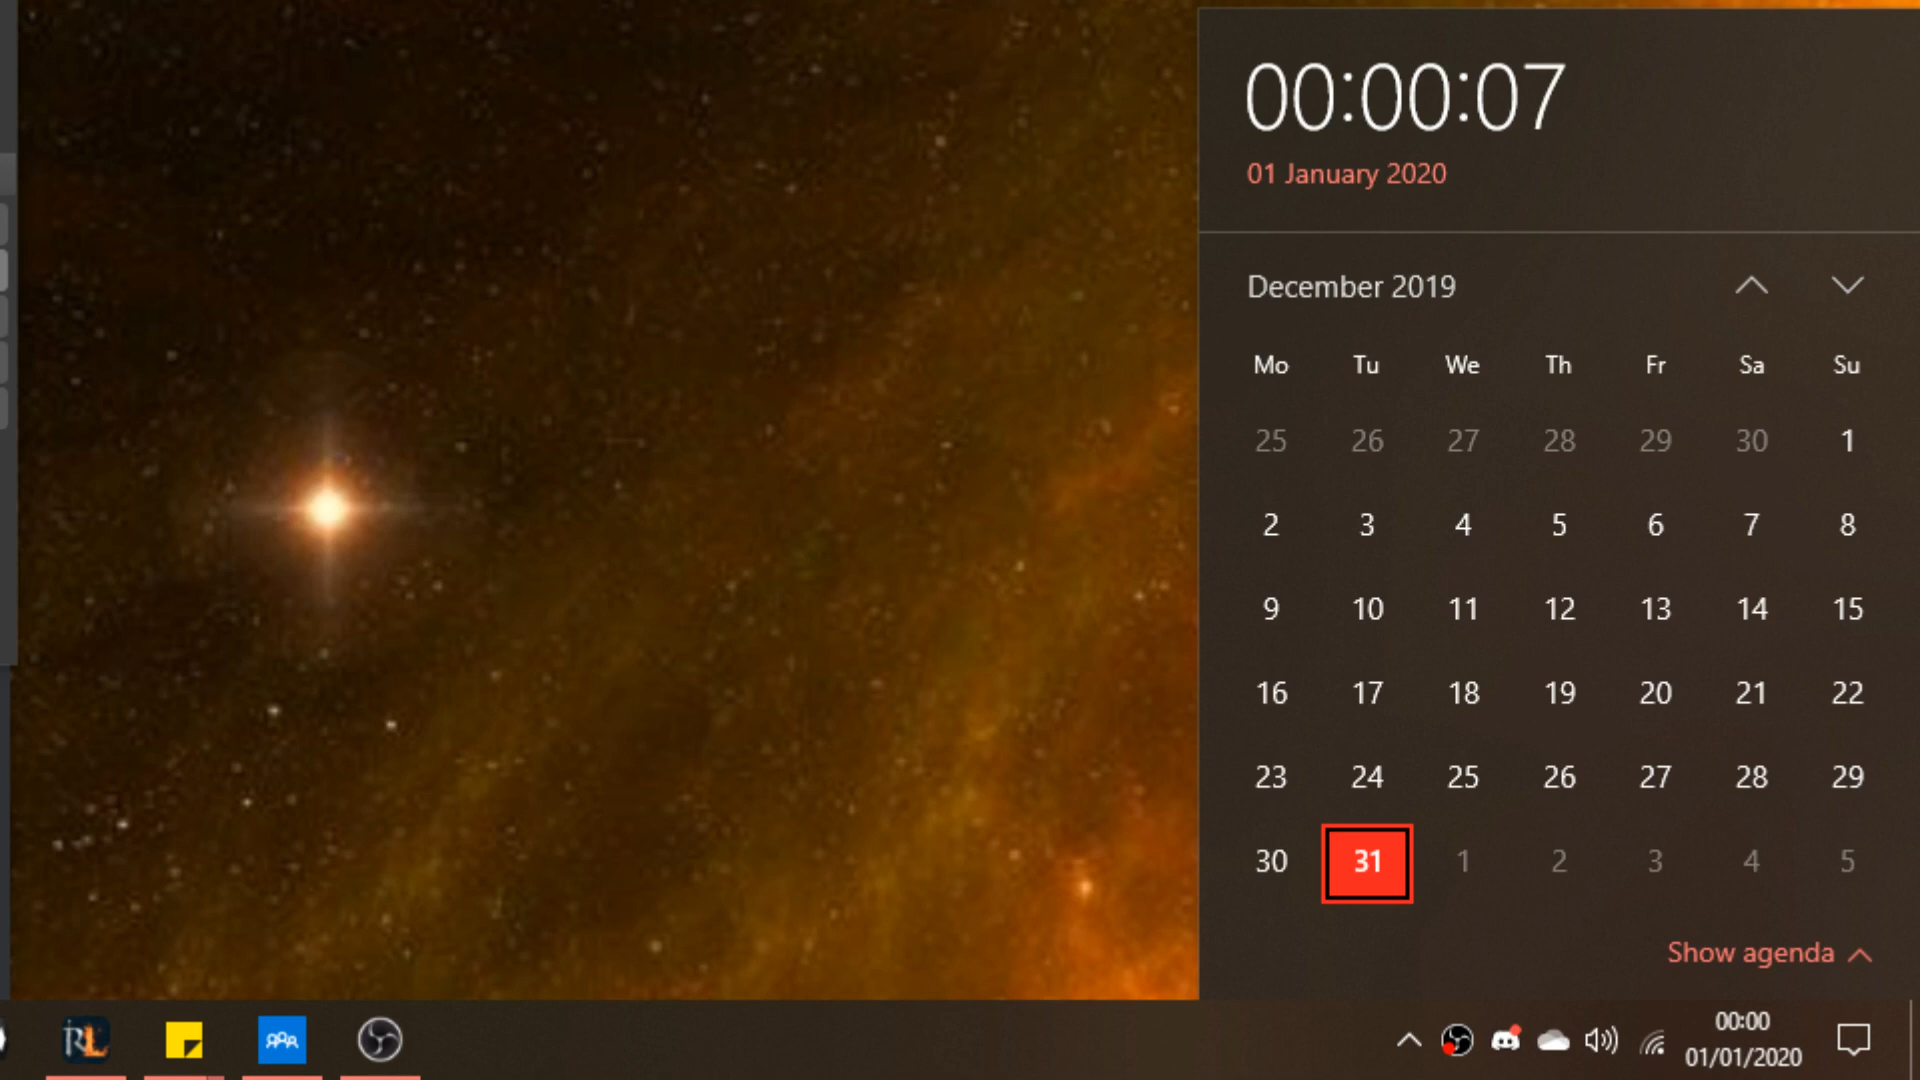 00:00:07
01 January 2020
December 2019
Mo Tu We Th Fr Sa Su
25 26 27 28 29 30 1
2 3 4 5 6 7 8
9 10 11 12 13 14 15
16 17 18 19 20 21 22
23 24 25 26 27 28 29
30 31 1 2 3 4 5
Show agenda
RL
00:00
01/01/2020